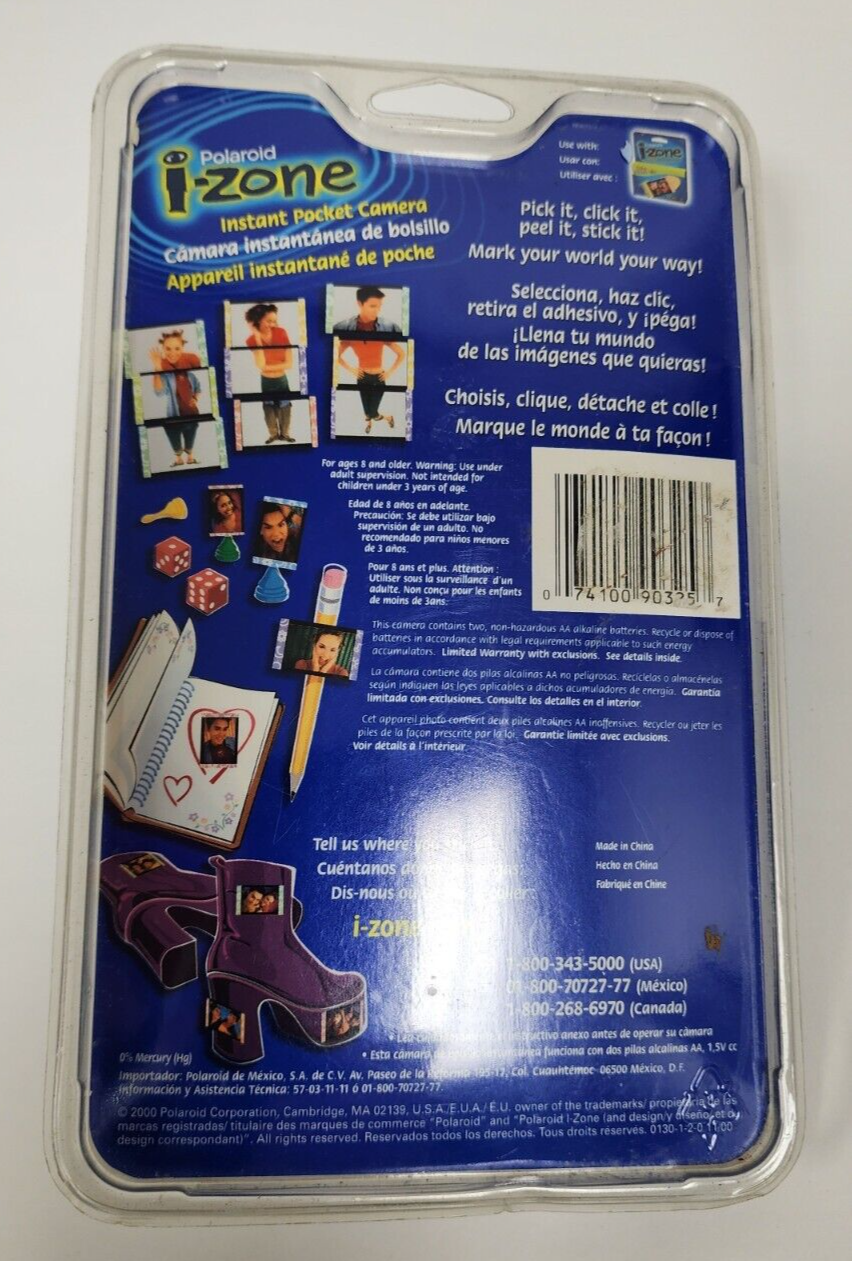 Polaroid
i-zone
Instant Pocket Camera
Cámara instantánea de bolsillo
Appareil instantané de poche
Use with:
Usar con:
Utiliser avec :
i-zone
Pick it, click it,
peel it, stick it!
Mark your world your way!
Selecciona, haz clic,
retira el adhesivo, y ¡péga!
¡Llena tu mundo
de las imágenes que quieras!
Choisis, clique, détache et colle !
Marque le monde à ta façon !
For ages 8 and older. Warning: Use under
adult supervision. Not intended for
children under 3 years of age.
Edad de 8 años en adelante.
Precaución: Se debe utilizar bajo
supervisión de un adulto. No
recomendado para niños menores
de 3 años.
Pour 8 ans et plus. Attention :
Utiliser sous la surveillance d'un
adulte. Non conçu pour les enfants
de moins de 3ans.
0 74100 90325 7
This camera contains two, non-hazardous AA alkaline batteries. Recycle or dispose of
batteries in accordance with legal requirements applicable to such energy
accumulators. Limited Warranty with exclusions. See details inside.
La cámara contiene dos pilas alcalinas AA no peligrosas. Recíclelas o almacénelas
según indiquen las leyes aplicables a dichos acumuladores de energía. Garantía
limitada con exclusiones. Consulte los detalles en el interior.
Cet appareil photo contient deux piles alcalines AA inoffensives. Recycler ou jeter les
piles de la façon prescrite par la loi. Garantie limitée avec exclusions.
Voir détails à l'intérieur.
Tell us where
Cuéntanos
Dis-nous
i-zone
Made in China
Hecho en China
Fabriqué en Chine
1-800-343-5000 (USA)
01-800-70727-77 (México)
1-800-268-6970 (Canada)
• instructivo anexo antes de operar su cámara
• Esta cámara funciona con dos pilas alcalinas AA, 1,5V cc
0% Mercury (Hg)
Importador: Polaroid de México, S.A. de C.V. Av. Paseo de la Reforma 195-12, Col. Cuauhtémoc 06500 México, D.F.
Información y Asistencia Técnica: 57-03-11-11 ó 01-800-70727-77.
© 2000 Polaroid Corporation, Cambridge, MA 02139, U.S.A./E.U.A./ É.U. owner of the trademarks/ propietaria de las
marcas registradas/ titulaire des marques de commerce "Polaroid" and "Polaroid I-Zone (and design/y diseño/ et
design correspondant)". All rights reserved. Reservados todos los derechos. Tous droits réservés. 0130-1-2-0 11/00